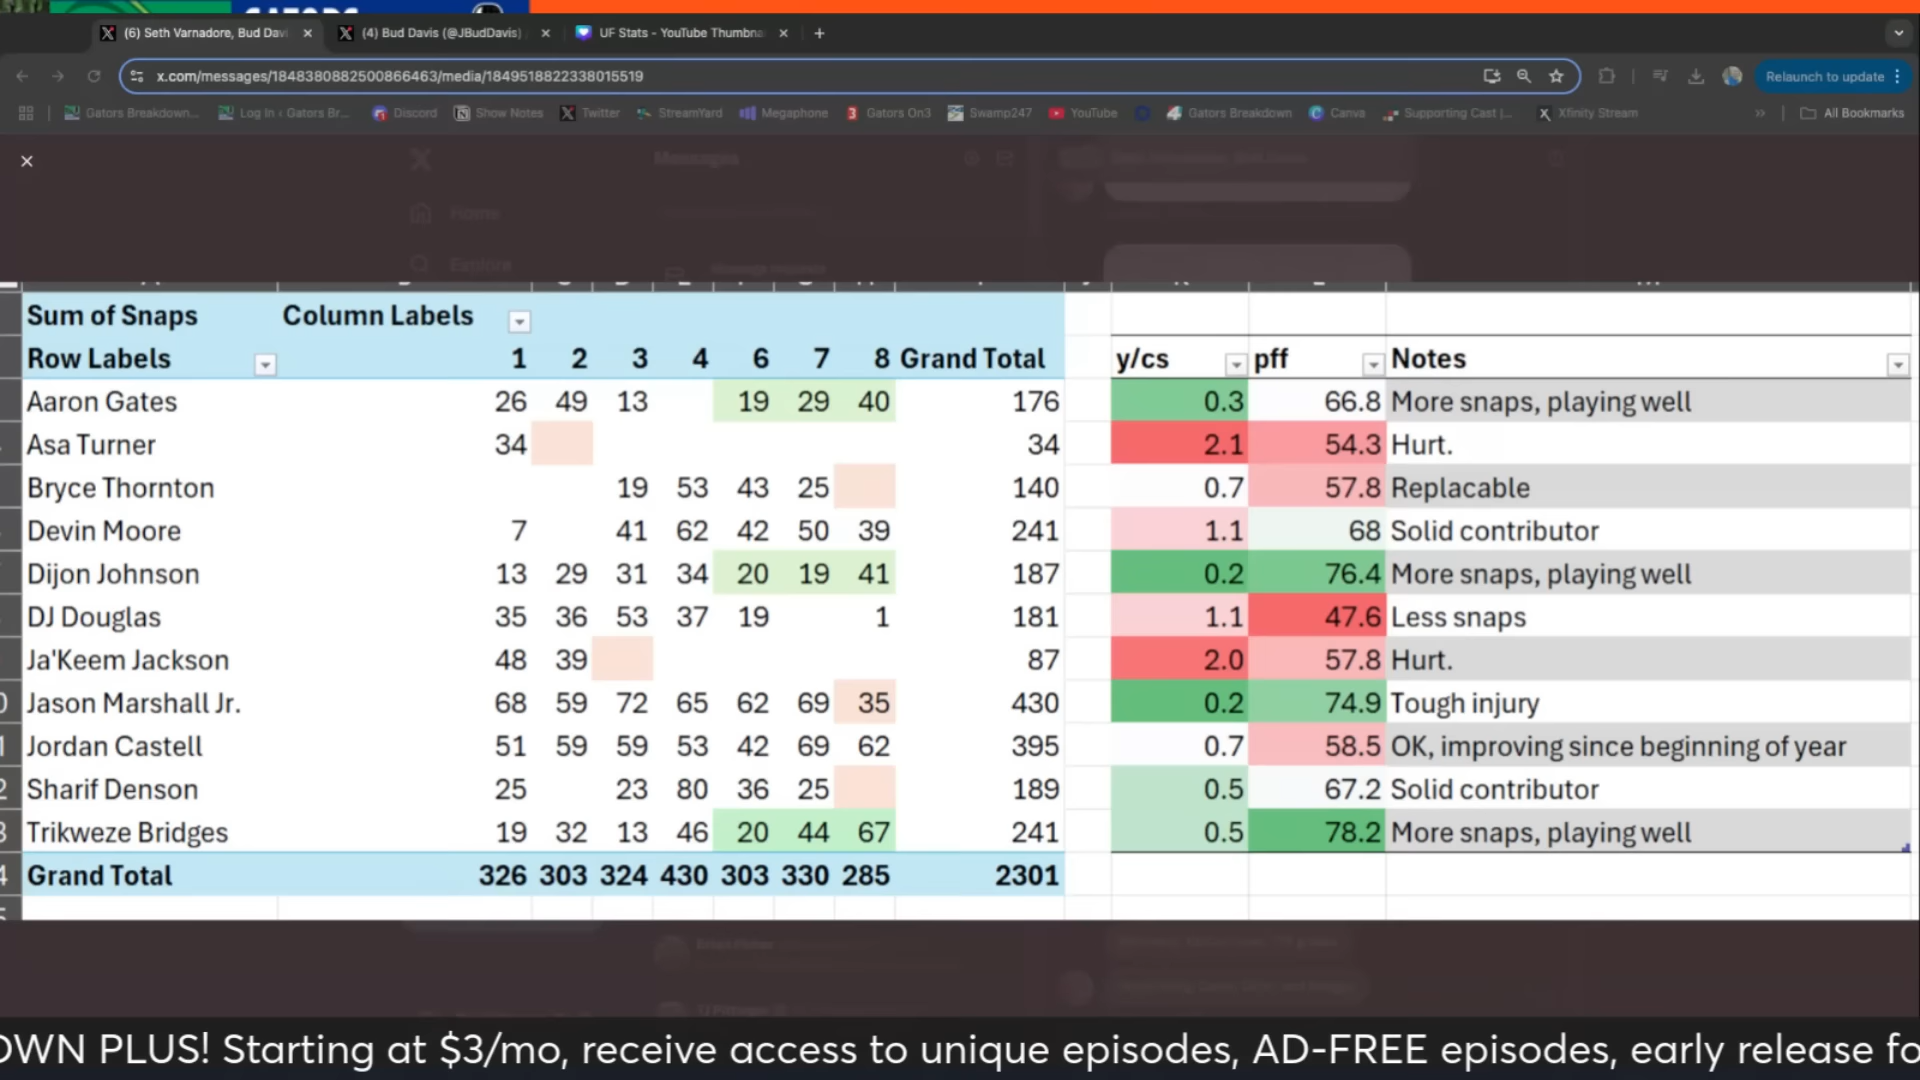 GATORS
(6) Seth Varnadore, Bud Davi
(4) Bud Davis (@JBudDavis)
UF Stats - YouTube Thumbna
x.com/messages/1848380882500866463/media/1849518822338015519
Relaunch to update
Gators Breakdown...
Log In ‹ Gators Br...
Discord
Show Notes
Twitter
StreamYard
Megaphone
Gators On3
Swamp247
YouTube
Gators Breakdown
Canva
Supporting Cast |...
Xfinity Stream
All Bookmarks
Messages
Home
Explore
Sum of Snaps Column Labels
Row Labels 1 2 3 4 6 7 8 Grand Total y/cs pff Notes
Aaron Gates 26 49 13 19 29 40 176 0.3 66.8 More snaps, playing well
Asa Turner 34 34 2.1 54.3 Hurt.
Bryce Thornton 19 53 43 25 140 0.7 57.8 Replacable
Devin Moore 7 41 62 42 50 39 241 1.1 68 Solid contributor
Dijon Johnson 13 29 31 34 20 19 41 187 0.2 76.4 More snaps, playing well
DJ Douglas 35 36 53 37 19 1 181 1.1 47.6 Less snaps
Ja'Keem Jackson 48 39 87 2.0 57.8 Hurt.
Jason Marshall Jr. 68 59 72 65 62 69 35 430 0.2 74.9 Tough injury
Jordan Castell 51 59 59 53 42 69 62 395 0.7 58.5 OK, improving since beginning of year
Sharif Denson 25 23 80 36 25 189 0.5 67.2 Solid contributor
Trikweze Bridges 19 32 13 46 20 44 67 241 0.5 78.2 More snaps, playing well
Grand Total 326 303 324 430 303 330 285 2301
OWN PLUS! Starting at $3/mo, receive access to unique episodes, AD-FREE episodes, early release fo